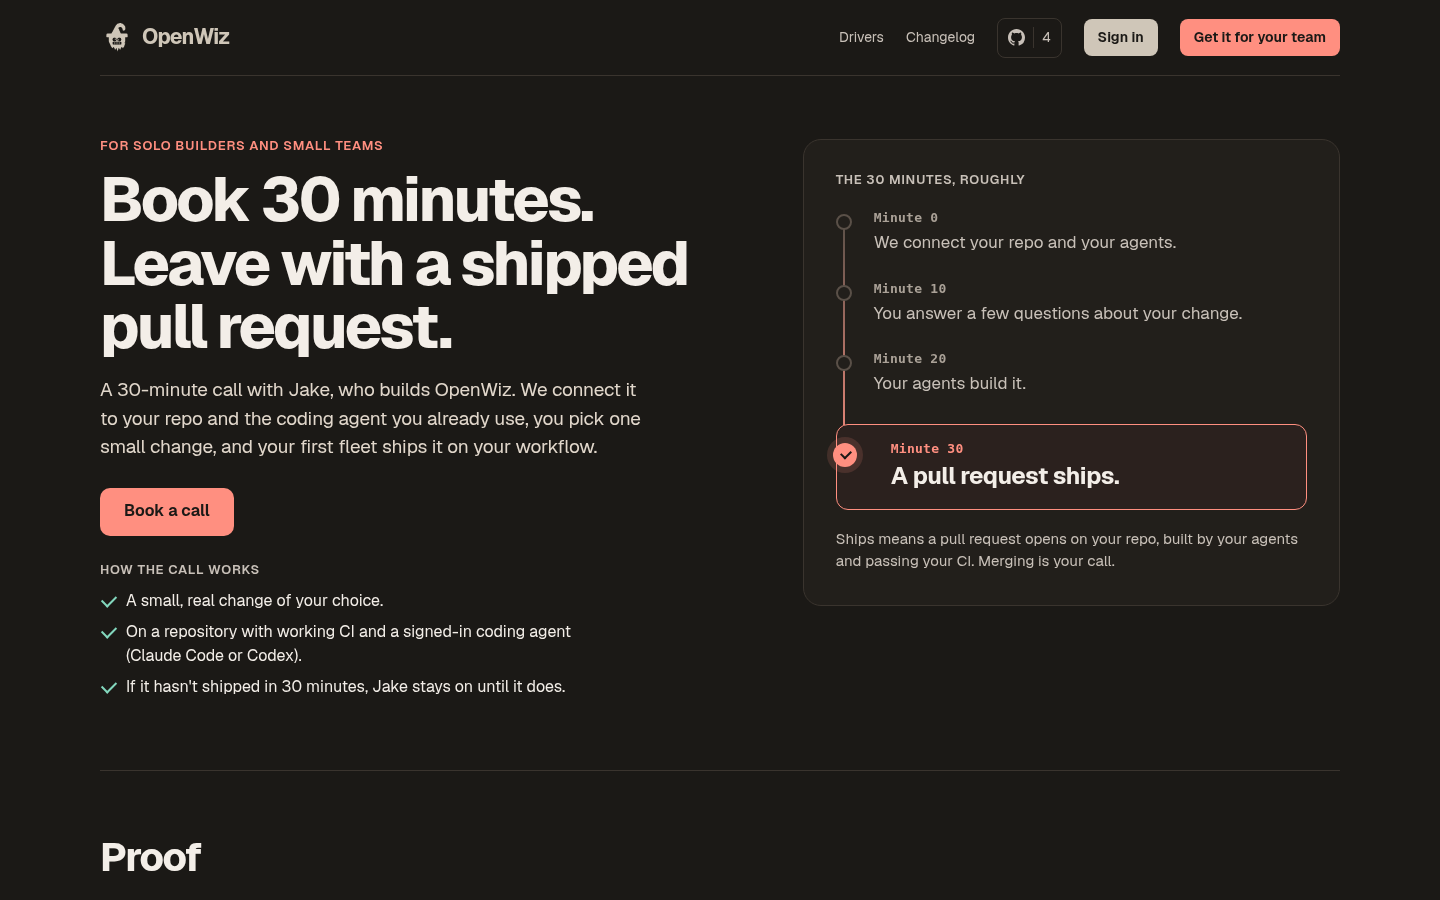 OpenWiz
Drivers
Changelog
4
Sign in
Get it for your team
FOR SOLO BUILDERS AND SMALL TEAMS
Book 30 minutes.
Leave with a shipped
pull request.
A 30-minute call with Jake, who builds OpenWiz. We connect it
to your repo and the coding agent you already use, you pick one
small change, and your first fleet ships it on your workflow.
Book a call
HOW THE CALL WORKS
A small, real change of your choice.
On a repository with working CI and a signed-in coding agent
(Claude Code or Codex).
If it hasn't shipped in 30 minutes, Jake stays on until it does.
THE 30 MINUTES, ROUGHLY
Minute 0
We connect your repo and your agents.
Minute 10
You answer a few questions about your change.
Minute 20
Your agents build it.
Minute 30
A pull request ships.
Ships means a pull request opens on your repo, built by your agents
and passing your CI. Merging is your call.
Proof